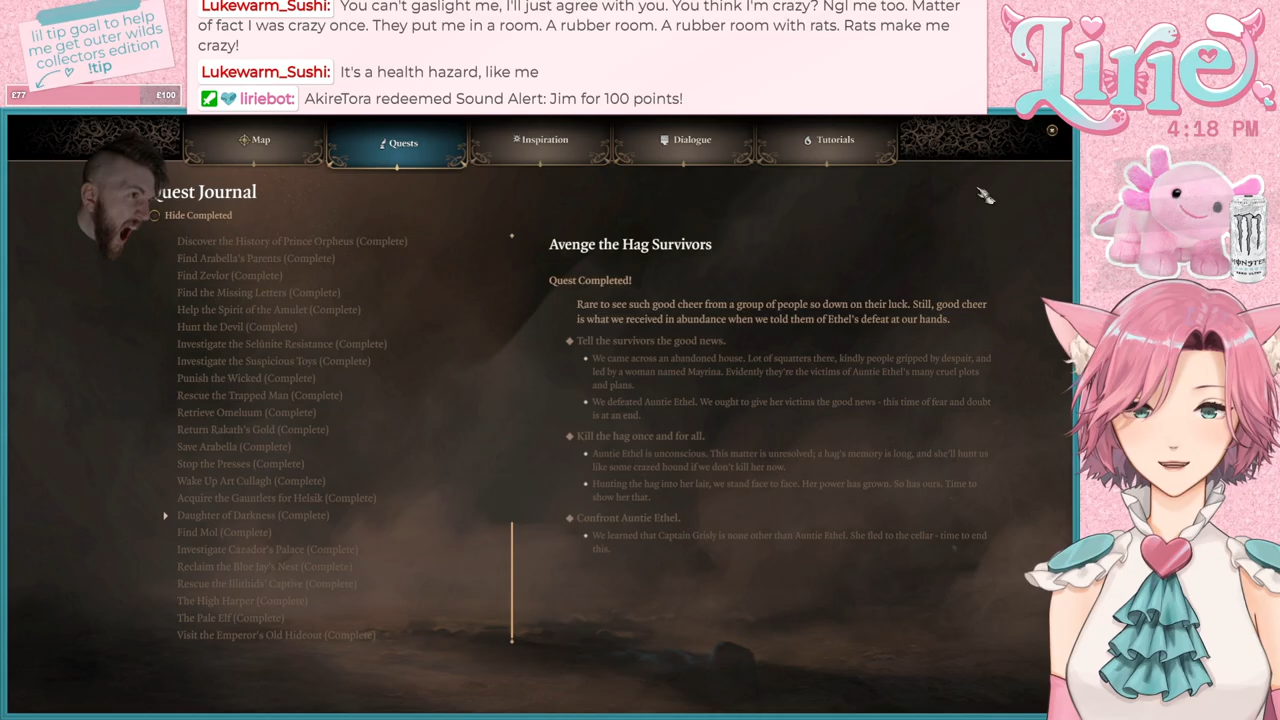 lil tip goal to help
me get outer wilds
collectors edition
!tip
£77
£100
Lukewarm_Sushi: You can't gaslight me, I'll just agree with you. You think I'm crazy? Ngl me too. Matter
of fact I was crazy once. They put me in a room. A rubber room. A rubber room with rats. Rats make me
crazy!
Lukewarm_Sushi: It's a health hazard, like me
liriebot: AkireTora redeemed Sound Alert: Jim for 100 points!
Lirie
4:18 PM
Map
Quests
Inspiration
Dialogue
Tutorials
Quest Journal
Hide Completed
Discover the History of Prince Orpheus (Complete)
Find Arabella's Parents (Complete)
Find Zevlor (Complete)
Find the Missing Letters (Complete)
Help the Spirit of the Amulet (Complete)
Hunt the Devil (Complete)
Investigate the Selûnite Resistance (Complete)
Investigate the Suspicious Toys (Complete)
Punish the Wicked (Complete)
Rescue the Trapped Man (Complete)
Retrieve Omeluum (Complete)
Return Rakath's Gold (Complete)
Save Arabella (Complete)
Stop the Presses (Complete)
Wake Up Art Cullagh (Complete)
Acquire the Gauntlets for Helsik (Complete)
Daughter of Darkness (Complete)
Find Mol (Complete)
Investigate Cazador's Palace (Complete)
Reclaim the Blue Jay's Nest (Complete)
Rescue the Illithids' Captive (Complete)
The High Harper (Complete)
The Pale Elf (Complete)
Visit the Emperor's Old Hideout (Complete)
Avenge the Hag Survivors
Quest Completed!
Rare to see such good cheer from a group of people so down on their luck. Still, good cheer
is what we received in abundance when we told them of Ethel's defeat at our hands.
Tell the survivors the good news.
We came across an abandoned house. Lot of squatters there, kindly people gripped by despair, and
led by a woman named Mayrina. Evidently they're the victims of Auntie Ethel's many cruel plots
and plans.
We defeated Auntie Ethel. We ought to give her victims the good news - this time of fear and doubt
is at an end.
Kill the hag once and for all.
Auntie Ethel is unconscious. This matter is unresolved; a hag's memory is long, and she'll hunt us
like some crazed hound if we don't kill her now.
Hunting the hag into her lair, we stand face to face. Her power has grown. So has ours. Time to
show her that.
Confront Auntie Ethel.
We learned that Captain Grisly is none other than Auntie Ethel. She fled to the cellar - time to end
this.
MONSTER